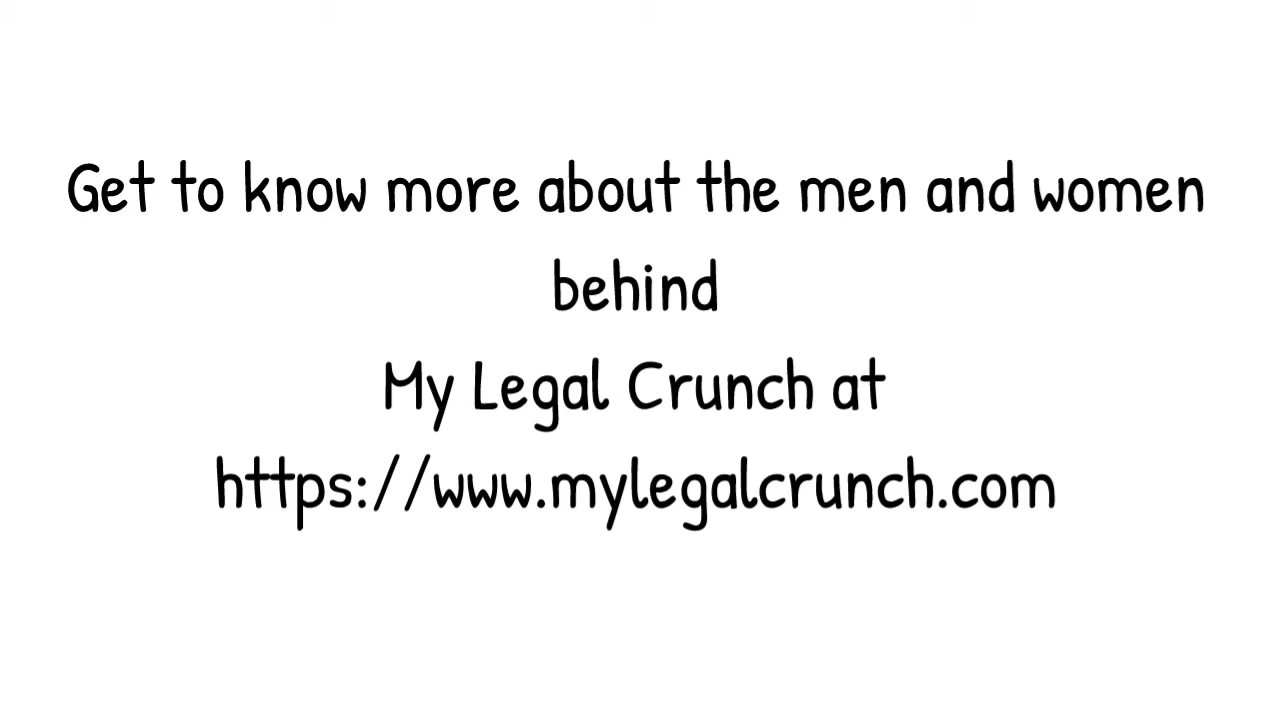 Get to know more about the men and women
behind
My Legal Crunch at
https://www.mylegalcrunch.com